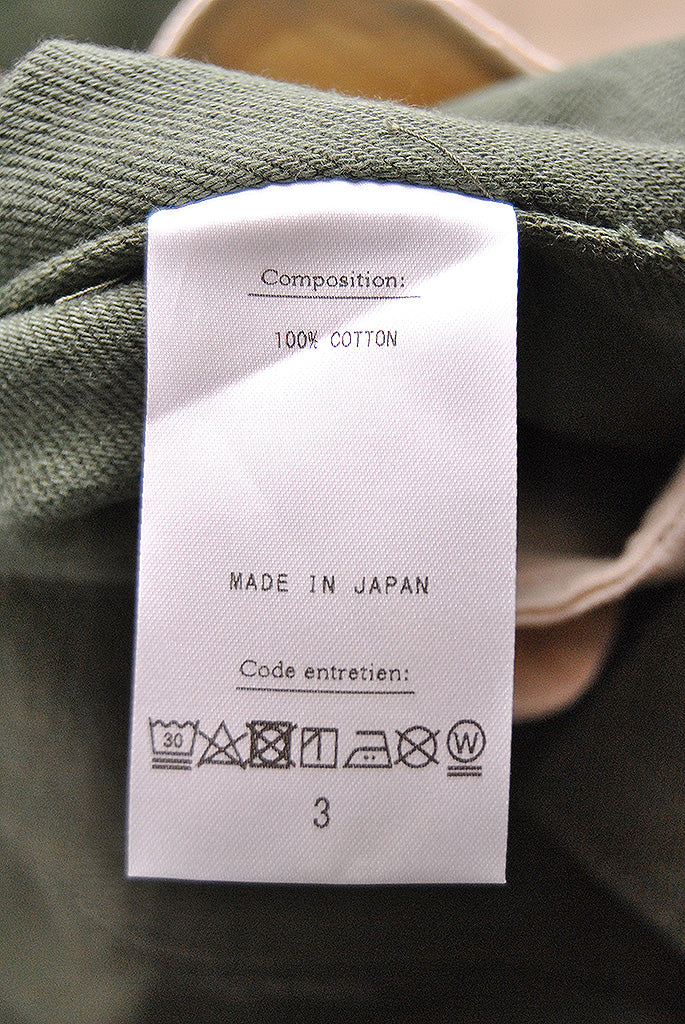 Composition:
100% COTTON
MADE IN JAPAN
Code entretien:
30 W
3